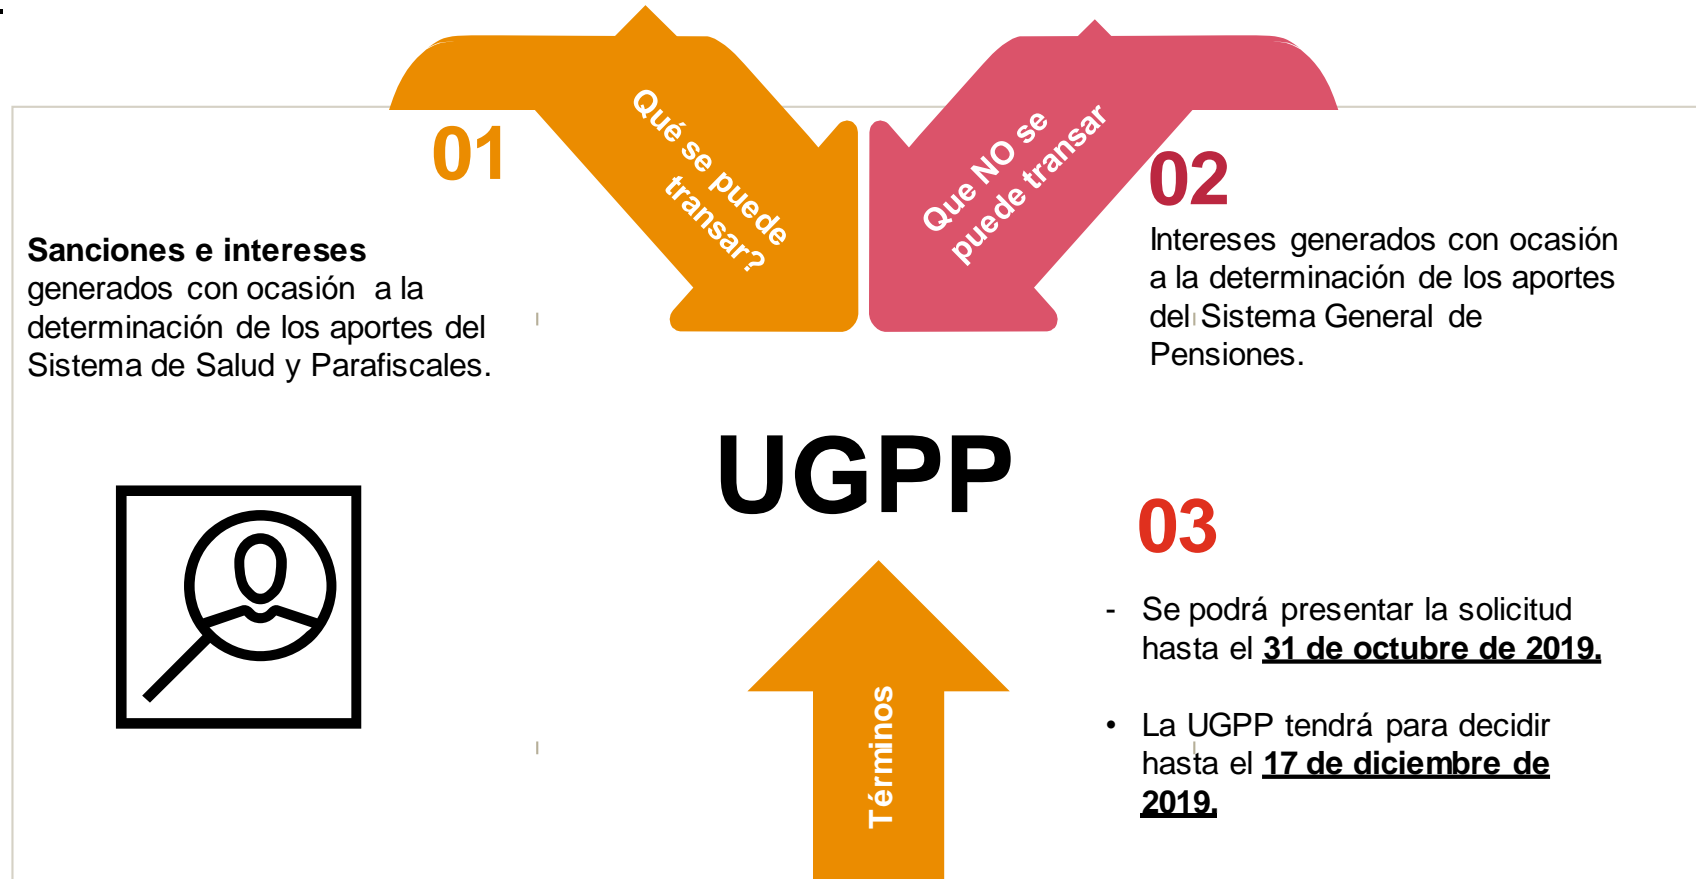 01
Qué se puede
transar?
Sanciones e intereses
generados con ocasión a la
determinación de los aportes del
Sistema de Salud y Parafiscales.
Que NO se
puede transar
02
Intereses generados con ocasión
a la determinación de los aportes
del Sistema General de
Pensiones.
UGPP
Términos
03
- Se podrá presentar la solicitud
hasta el 31 de octubre de 2019.
• La UGPP tendrá para decidir
hasta el 17 de diciembre de
2019.